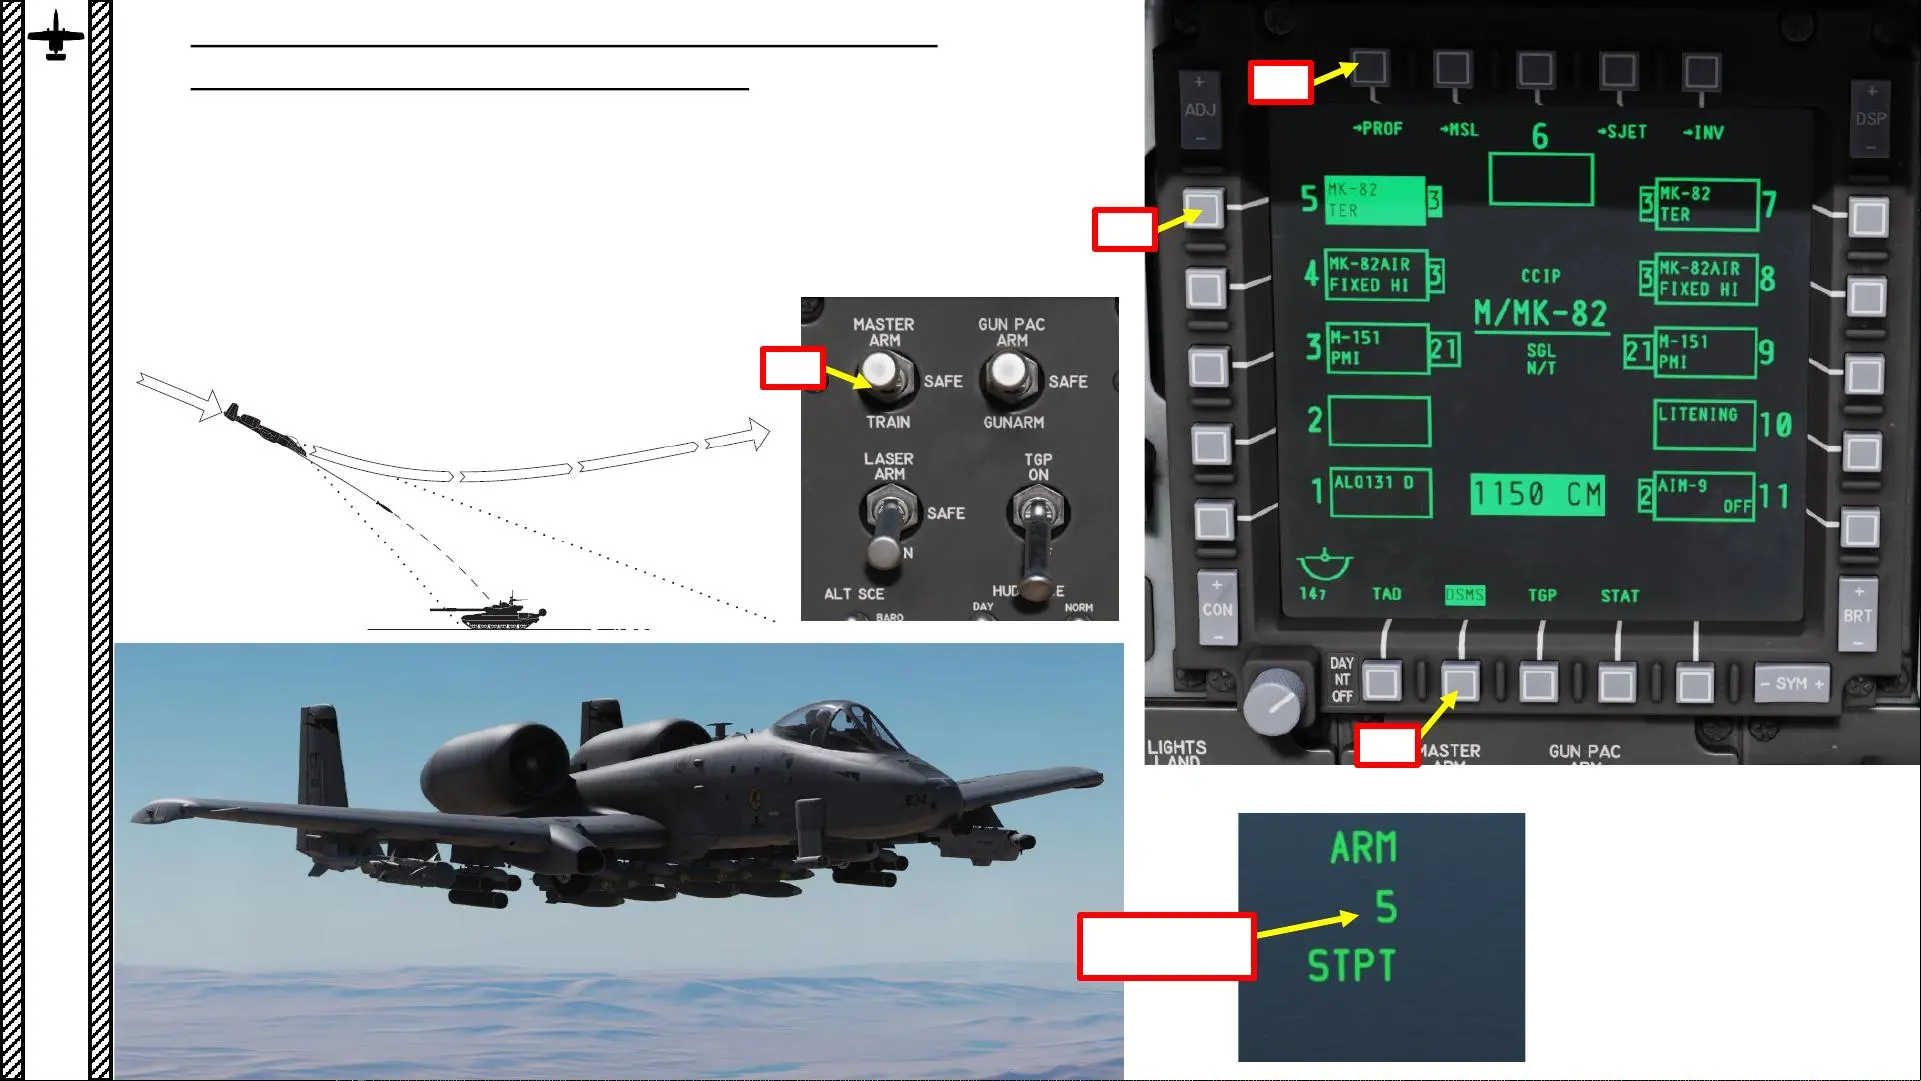 ADJ
DSP
→PROF
→MSL
6
→SJET
→INV
5
MK-82
TER
3
3
MK-82
TER
7
4
MK-82AIR
FIXED HI
3
CCIP
M/MK-82
SGL
N/T
3
MK-82AIR
FIXED HI
8
3
M-151
PMI
21
21
M-151
PMI
9
2
LITENING
10
1
ALQ131 D
1150 CM
2
AIM-9
OFF
11
147
TAD
DSMS
TGP
STAT
CON
BRT
DAY
NT
OFF
- SYM +
LIGHTS
LAND
MASTER
ARM
GUN PAC
ARM
MASTER
ARM
GUN PAC
ARM
SAFE
SAFE
TRAIN
GUNARM
LASER
ARM
TGP
ON
SAFE
N
ALT SCE
BARO
DAY
NORM
634
ARM
5
STPT